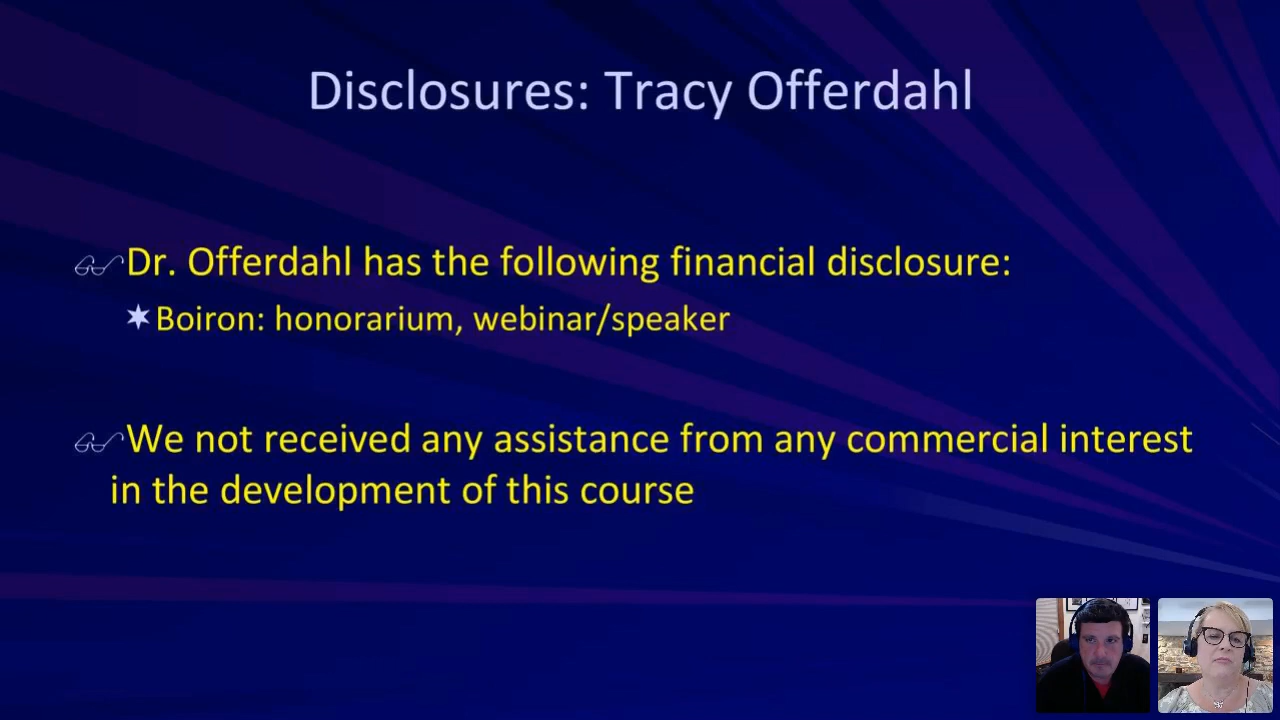 Disclosures: Tracy Offerdahl
Dr. Offerdahl has the following financial disclosure:
Boiron: honorarium, webinar/speaker
We not received any assistance from any commercial interest
in the development of this course